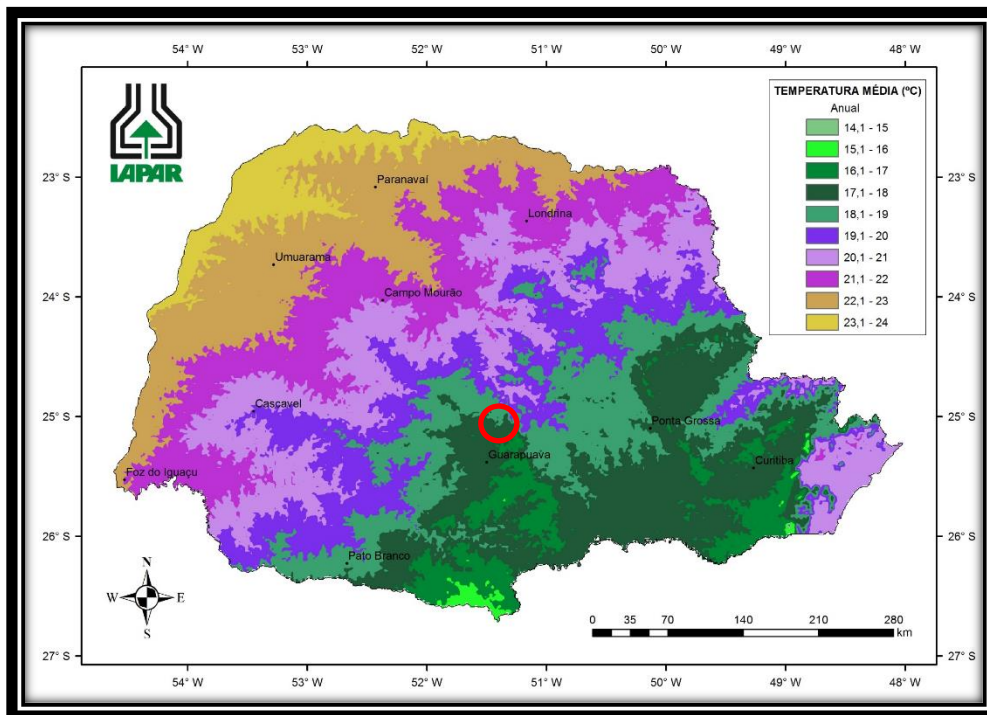 54° W 53° W 52° W 51° W 50° W 49° W 48° W
IAPAR
TEMPERATURA MÉDIA (ºC)
Anual
14,1 - 15
15,1 - 16
16,1 - 17
17,1 - 18
18,1 - 19
19,1 - 20
20,1 - 21
21,1 - 22
22,1 - 23
23,1 - 24
23° S 23° S
Paranavaí
Londrina
Umuarama
24° S 24° S
Campo Mourão
Cascavel
25° S 25° S
Ponta Grossa
Guarapuava
Curitiba
Foz do Iguaçu
26° S 26° S
Pato Branco
N
W E
S
0 35 70 140 210 280
km
27° S 27° S
54° W 53° W 52° W 51° W 50° W 49° W 48° W